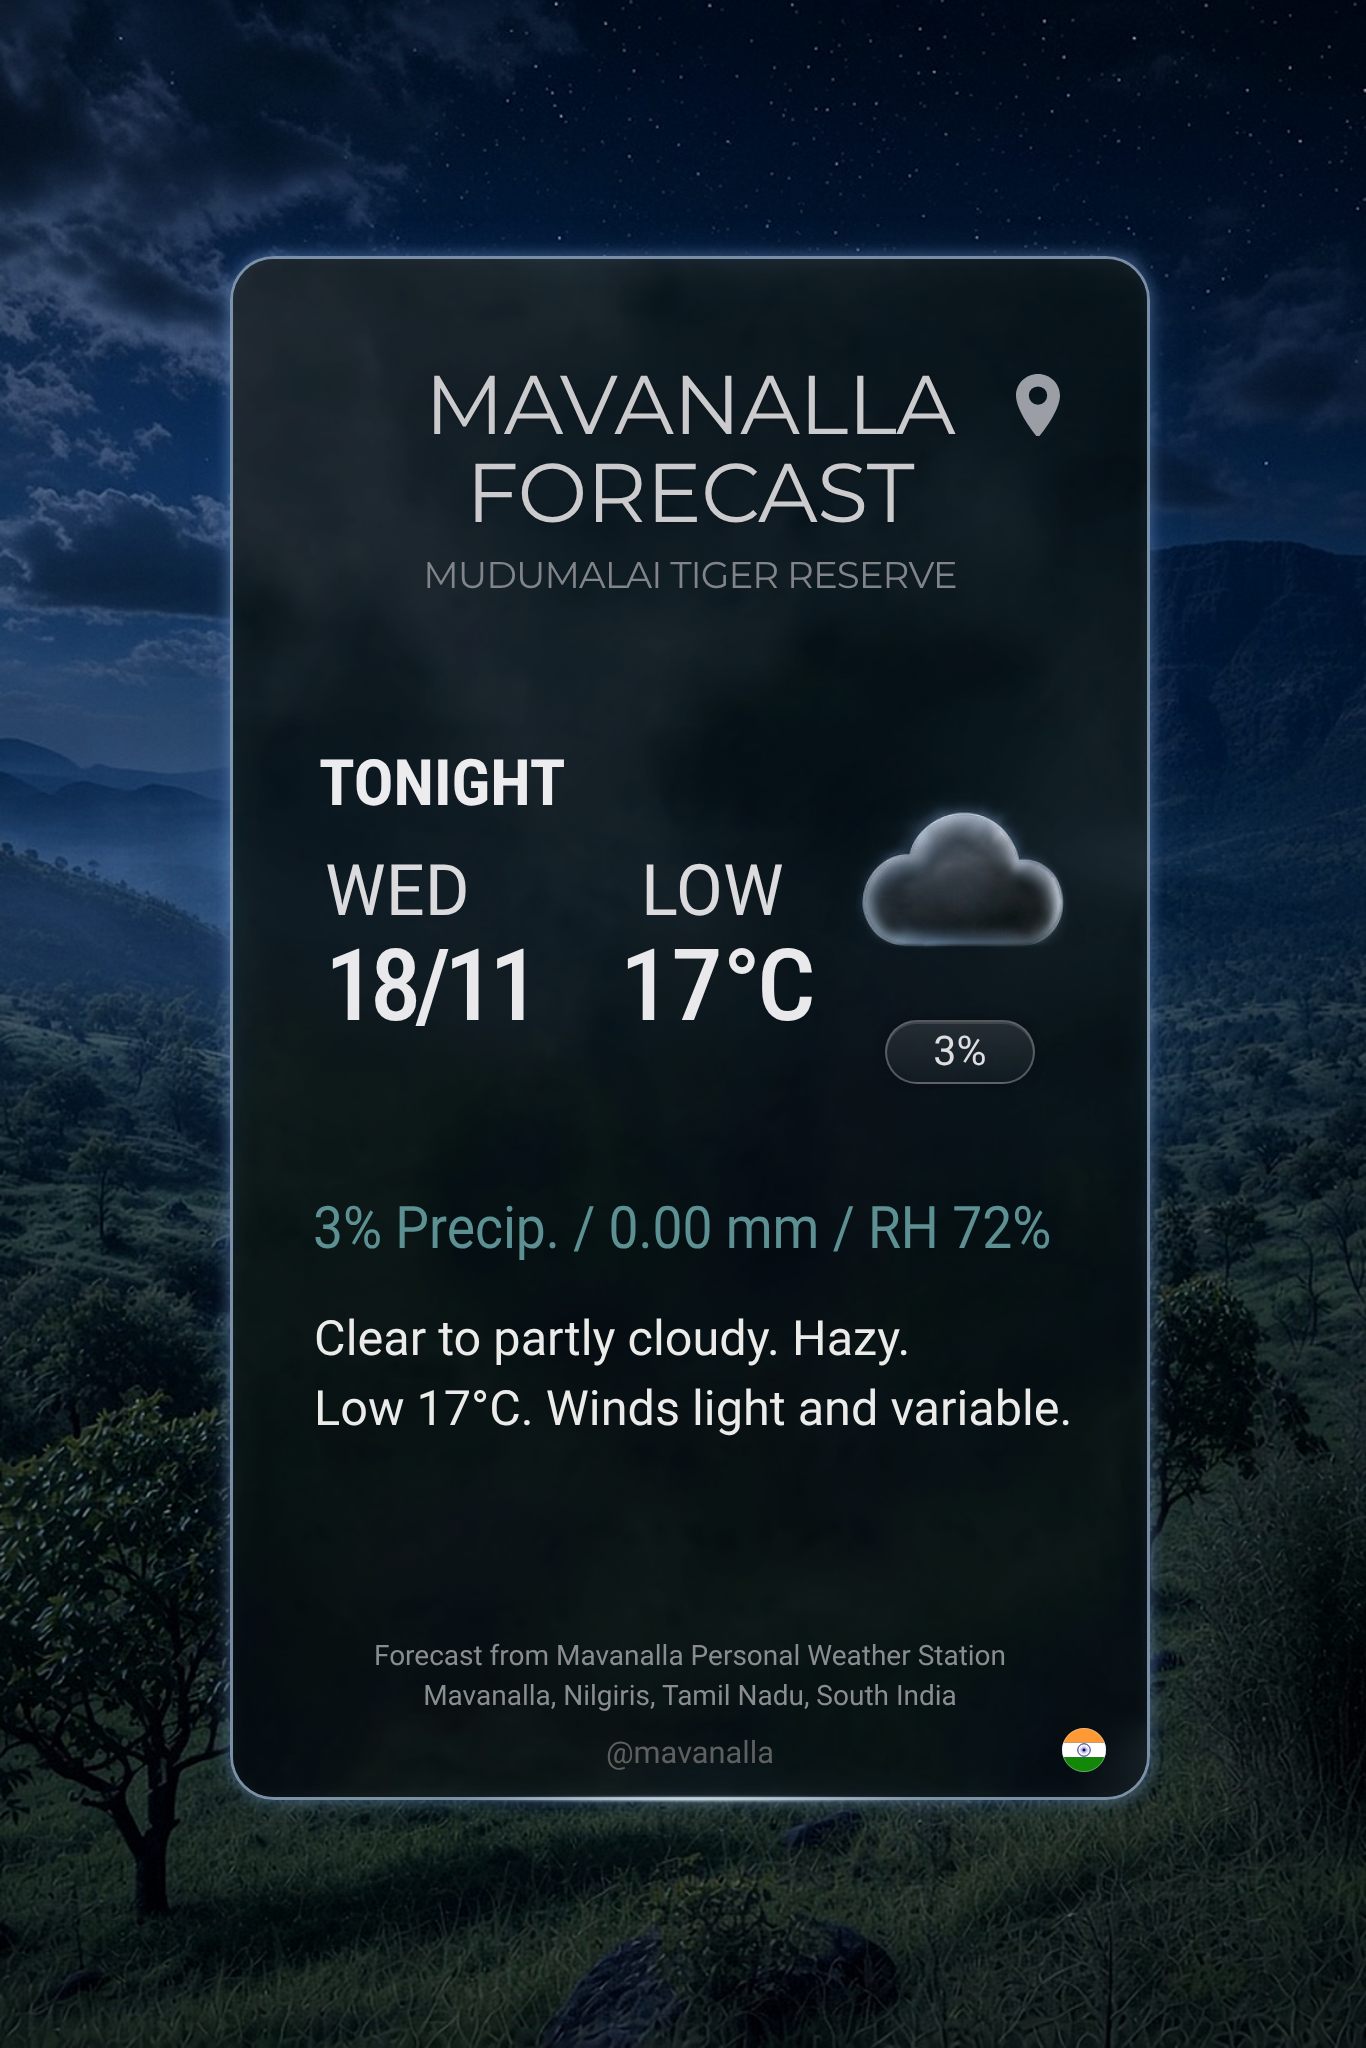 MAVANALLA
FORECAST
MUDUMALAI TIGER RESERVE
TONIGHT
WED
18/11
LOW
17°C
3%
3% Precip. / 0.00 mm / RH 72%
Clear to partly cloudy. Hazy.
Low 17°C. Winds light and variable.
Forecast from Mavanalla Personal Weather Station
Mavanalla, Nilgiris, Tamil Nadu, South India
@mavanalla